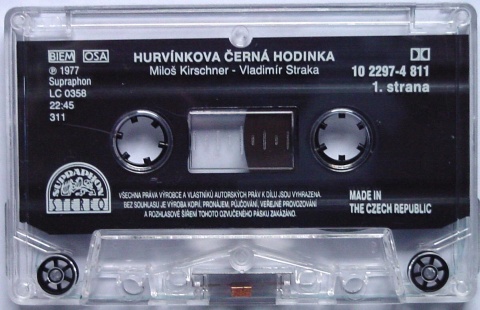 BIEM OSA
HURVÍNKOVA ČERNÁ HODINKA
Miloš Kirschner - Vladimír Straka
℗ 1977
Supraphon
LC 0358
22:45
311
10 2297-4 811
1. strana
SUPRAPHON
STEREO
VŠECHNA PRÁVA VÝROBCE A VLASTNÍKŮ AUTORSKÝCH PRÁV K DÍLU JSOU VYHRAZENA.
BEZ SOUHLASU JE VÝROBA KOPIÍ, PRONÁJEM, PŮJČOVÁNÍ, VEŘEJNÉ PROVOZOVÁNÍ
A ROZHLASOVÉ ŠÍŘENÍ TOHOTO OZVUČENÉHO PÁSKU ZAKÁZÁNO.
MADE IN
THE CZECH REPUBLIC